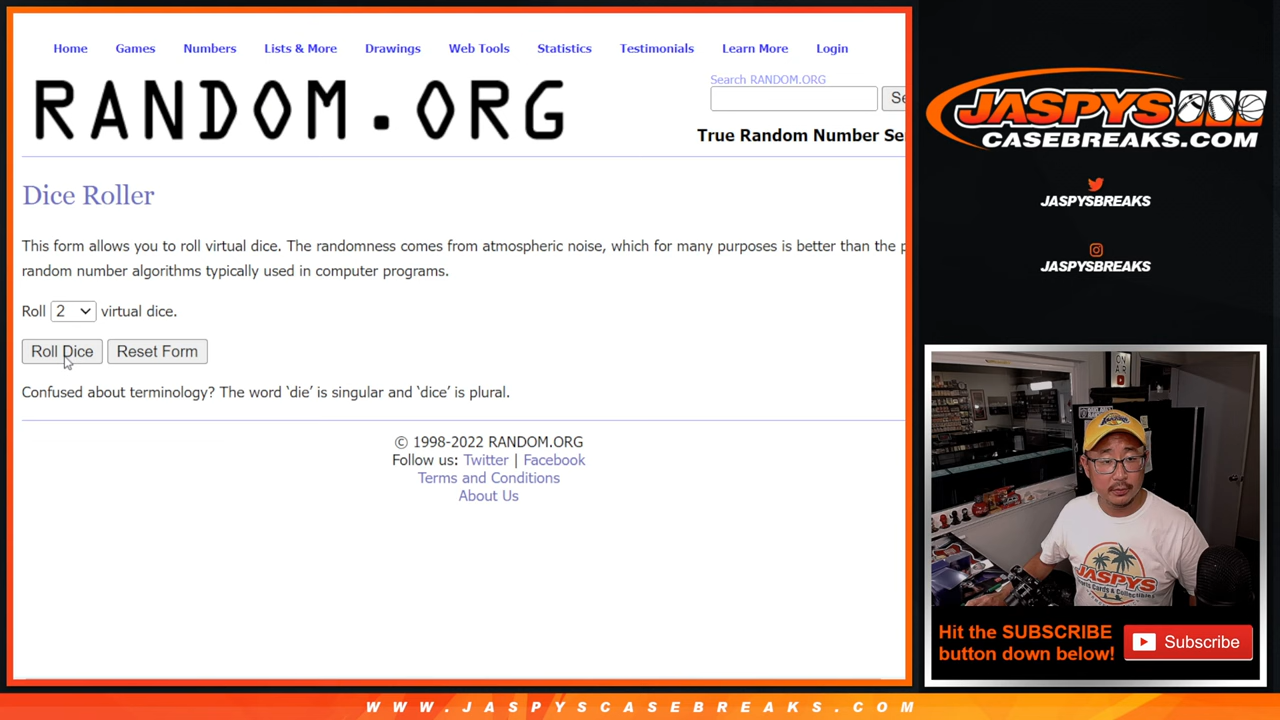 Home Games Numbers Lists & More Drawings Web Tools Statistics Testimonials Learn More Login
RANDOM.ORG
Search RANDOM.ORG
Se
True Random Number Se
Dice Roller
This form allows you to roll virtual dice. The randomness comes from atmospheric noise, which for many purposes is better than the p
random number algorithms typically used in computer programs.
Roll 2 virtual dice.
Roll Dice Reset Form
Confused about terminology? The word ‘die’ is singular and ‘dice’ is plural.
© 1998-2022 RANDOM.ORG
Follow us: Twitter | Facebook
Terms and Conditions
About Us
JASPYS
CASEBREAKS.COM
JASPYSBREAKS
JASPYSBREAKS
ON
AIR
JASPYS
Hit the SUBSCRIBE
button down below!
Subscribe
WWW.JASPYSCASEBREAKS.COM